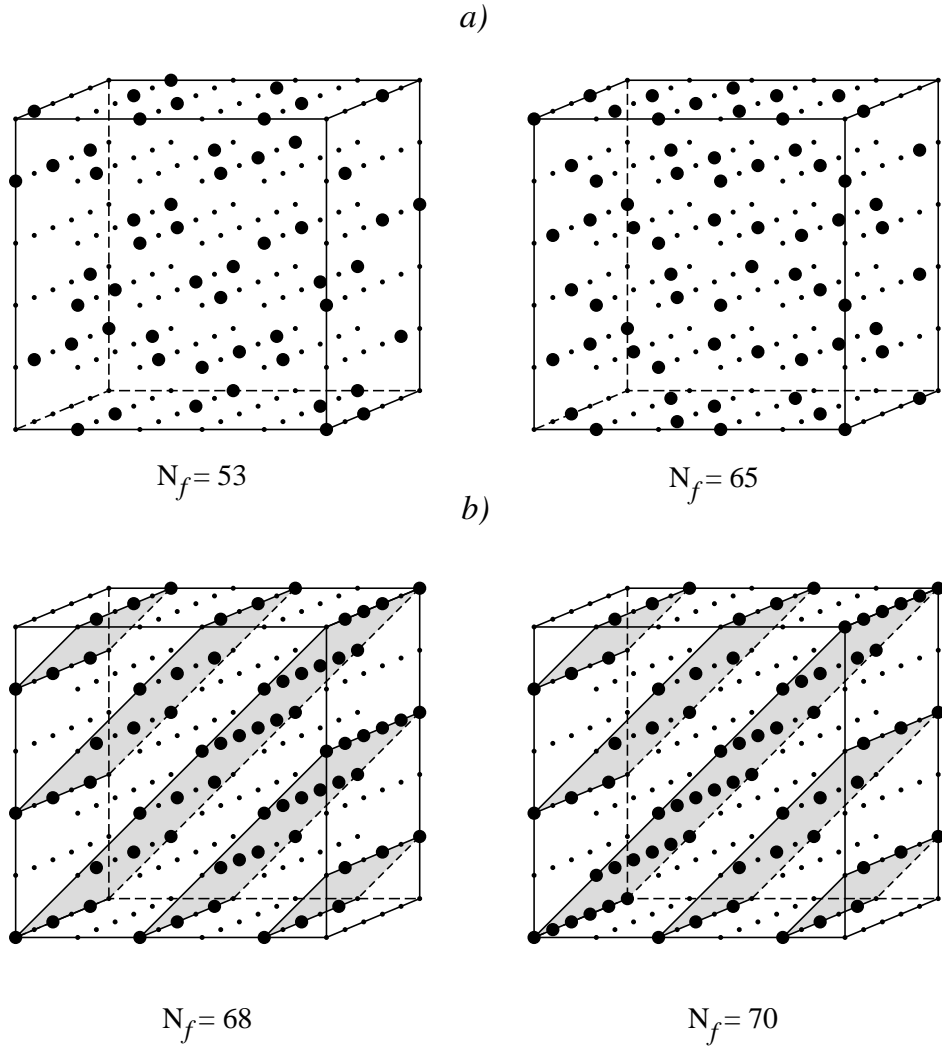 a)
N_f = 53 N_f = 65
b)
N_f = 68 N_f = 70